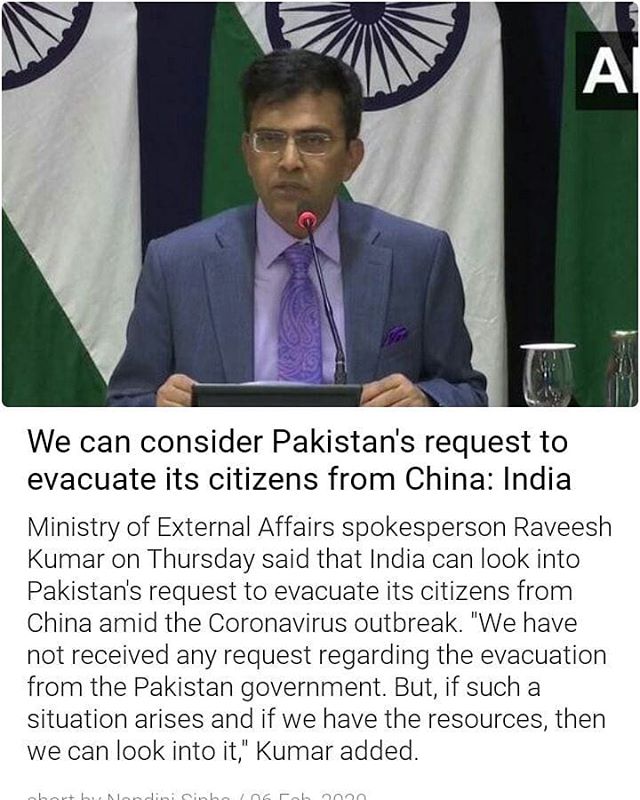 We can consider Pakistan's request to
evacuate its citizens from China: India
Ministry of External Affairs spokesperson Raveesh
Kumar on Thursday said that India can look into
Pakistan's request to evacuate its citizens from
China amid the Coronavirus outbreak. "We have
not received any request regarding the evacuation
from the Pakistan government. But, if such a
situation arises and if we have the resources, then
we can look into it," Kumar added.
short by Nandini Sinha / 06 Feb, 2020